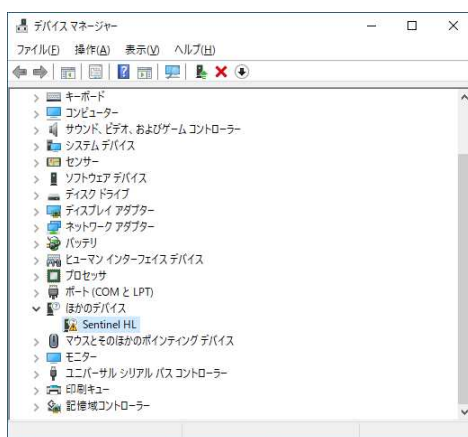 デバイス マネージャー
ファイル(F) 操作(A) 表示(V) ヘルプ(H)
キーボード
コンピューター
サウンド、ビデオ、およびゲーム コントローラー
システム デバイス
センサー
ソフトウェア デバイス
ディスク ドライブ
ディスプレイ アダプター
ネットワーク アダプター
バッテリ
ヒューマン インターフェイス デバイス
プロセッサ
ポート (COM と LPT)
ほかのデバイス
Sentinel HL
マウスとそのほかのポインティング デバイス
モニター
ユニバーサル シリアル バス コントローラー
印刷キュー
記憶域コントローラー